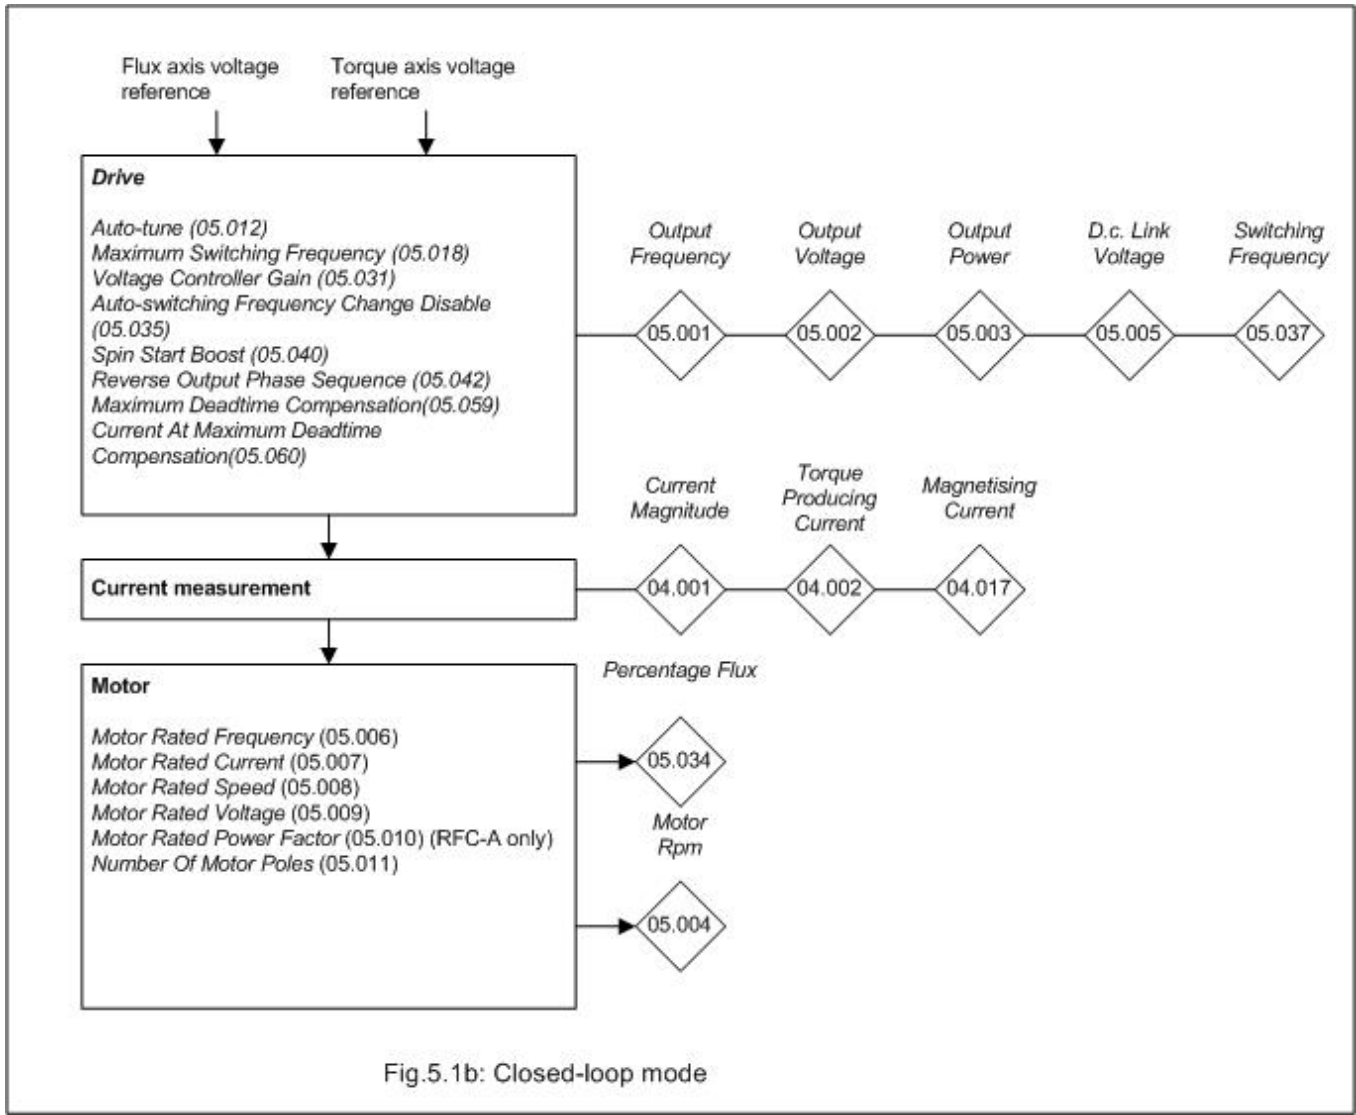 Flux axis voltage
reference
Torque axis voltage
reference
Drive
Auto-tune (05.012)
Maximum Switching Frequency (05.018)
Voltage Controller Gain (05.031)
Auto-switching Frequency Change Disable
(05.035)
Spin Start Boost (05.040)
Reverse Output Phase Sequence (05.042)
Maximum Deadtime Compensation(05.059)
Current At Maximum Deadtime
Compensation(05.060)
Output
Frequency
Output
Voltage
Output
Power
D.c. Link
Voltage
Switching
Frequency
05.001
05.002
05.003
05.005
05.037
Current
Magnitude
Torque
Producing
Current
Magnetising
Current
Current measurement
04.001
04.002
04.017
Motor
Motor Rated Frequency (05.006)
Motor Rated Current (05.007)
Motor Rated Speed (05.008)
Motor Rated Voltage (05.009)
Motor Rated Power Factor (05.010) (RFC-A only)
Number Of Motor Poles (05.011)
Percentage Flux
05.034
Motor
Rpm
05.004
Fig.5.1b: Closed-loop mode